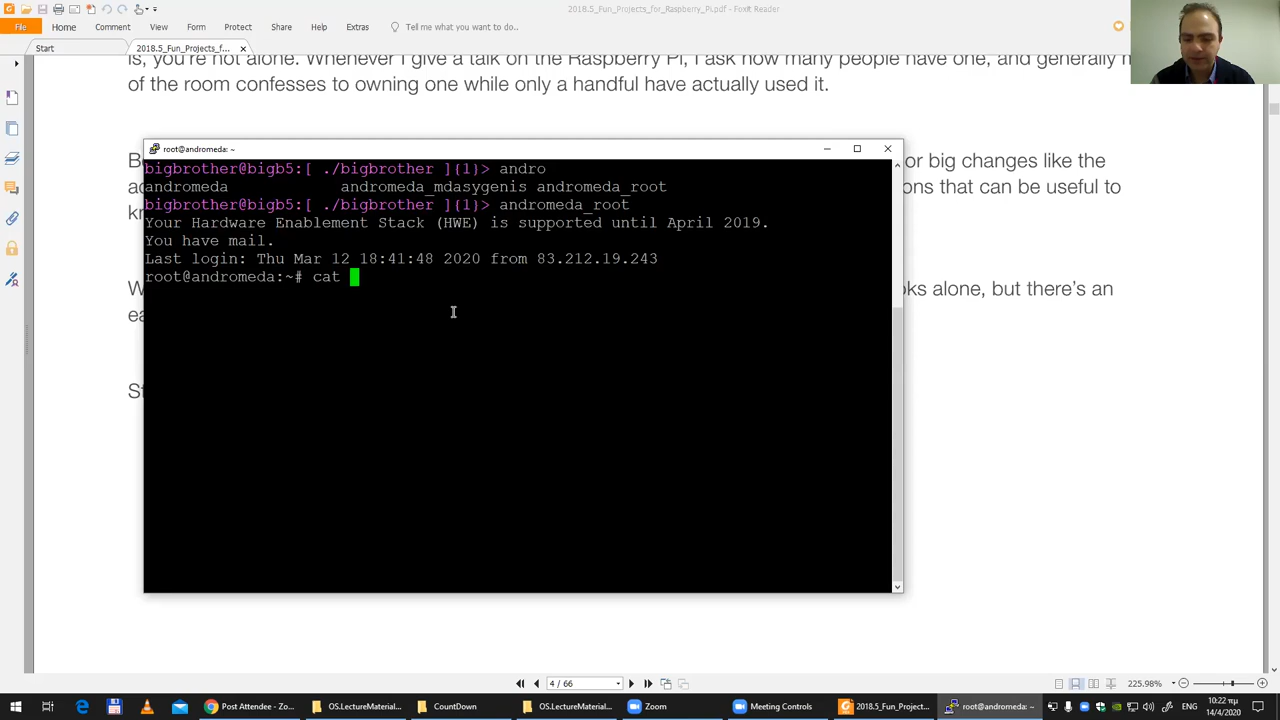 2018.5_Fun_Projects_for_Raspberry_Pi.pdf - Foxit Reader
File Home Comment View Form Protect Share Help Extras Tell me what you want to do..
Start 2018.5_Fun_Projects_f...
is, you're not alone. Whenever I give a talk on the Raspberry Pi, I ask how many people have one, and generally
of the room confesses to owning one while only a handful have actually used it.
or big changes like the
ons that can be useful to
root@andromeda: ~
bigbrother@bigb5:[ ./bigbrother ]{1}> andro
andromeda andromeda_mdasygenis andromeda_root
bigbrother@bigb5:[ ./bigbrother ]{1}> andromeda_root
Your Hardware Enablement Stack (HWE) is supported until April 2019.
You have mail.
Last login: Thu Mar 12 18:41:48 2020 from 83.212.19.243
root@andromeda:~# cat
oks alone, but there's an
4 / 66
225.98%
Post Attendee - Zo... OS.LectureMaterial... CountDown OS.LectureMaterial... Zoom Meeting Controls 2018.5_Fun_Projec... root@andromeda: ~ ΕΝΓ 10:22 πμ
14/4/2020